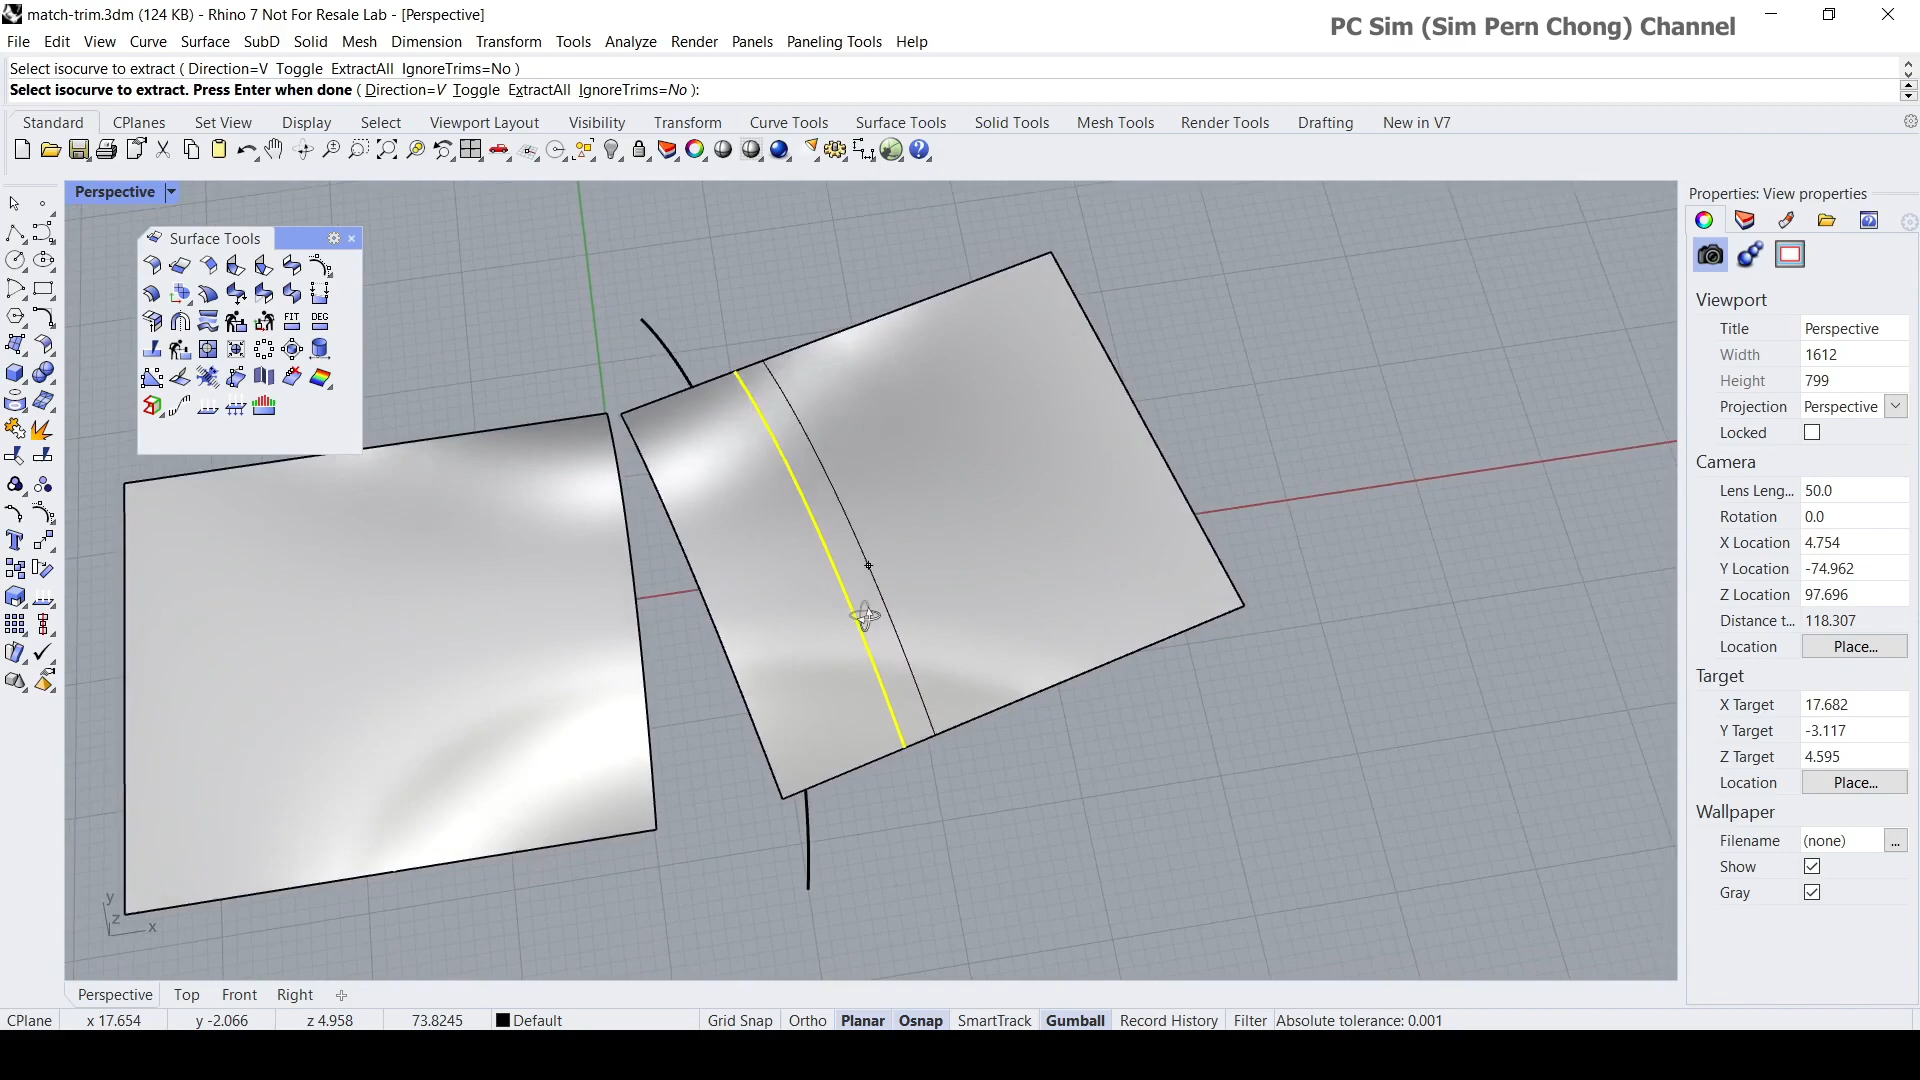 match-trim.3dm (124 KB) - Rhino 7 Not For Resale Lab - [Perspective]
PC Sim (Sim Pern Chong) Channel
File Edit View Curve Surface SubD Solid Mesh Dimension Transform Tools Analyze Render Panels Paneling Tools Help
Select isocurve to extract ( Direction=V Toggle ExtractAll IgnoreTrims=No )
Select isocurve to extract. Press Enter when done ( Direction=V Toggle ExtractAll IgnoreTrims=No ):
Standard CPlanes Set View Display Select Viewport Layout Visibility Transform Curve Tools Surface Tools Solid Tools Mesh Tools Render Tools Drafting New in V7
Perspective
Surface Tools
FIT DEG
Properties: View properties
Viewport
Title Perspective
Width 1612
Height 799
Projection Perspective
Locked
Camera
Lens Leng... 50.0
Rotation 0.0
X Location 4.754
Y Location -74.962
Z Location 97.696
Distance t... 118.307
Location Place...
Target
X Target 17.682
Y Target -3.117
Z Target 4.595
Location Place...
Wallpaper
Filename (none) ...
Show
Gray
y
z
x
Perspective Top Front Right
CPlane x 17.654 y -2.066 z 4.958 73.8245 Default Grid Snap Ortho Planar Osnap SmartTrack Gumball Record History Filter Absolute tolerance: 0.001